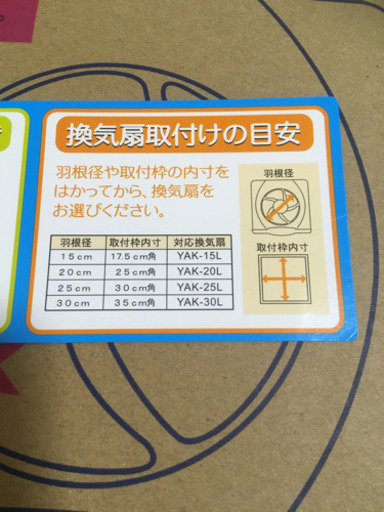 換気扇取付けの目安
羽根径や取付枠の内寸を
はかってから、換気扇を
お選びください。
羽根径 取付枠内寸 対応換気扇
15cm 17.5cm角 YAK-15L
20cm 25cm角 YAK-20L
25cm 30cm角 YAK-25L
30cm 35cm角 YAK-30L
羽根径
取付枠内寸